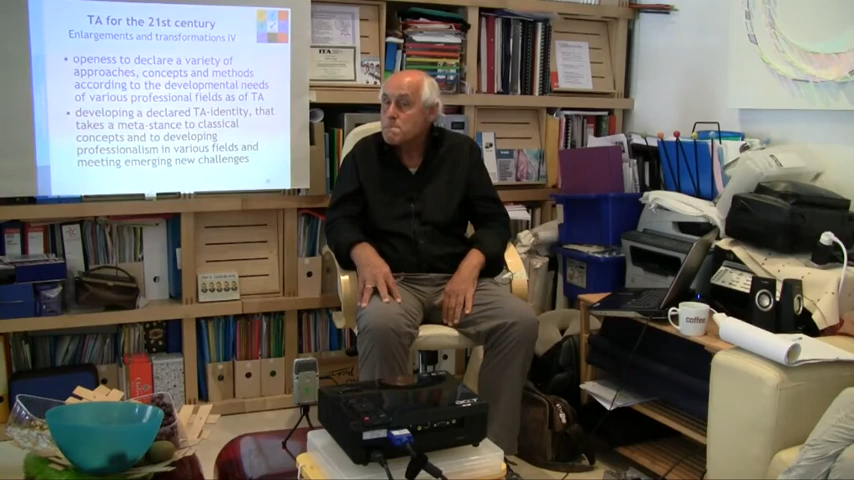 TA for the 21st century
Enlargements and transformations iV
• openess to declare a variety of
approaches, concepts and methods
according to the developmental needs
of various professional fields as of TA
• developing a declared TA-identity, that
takes a meta-stance to classical
concepts and to developing
professionalism in various fields and
meeting emerging new challenges
ITA
coffee